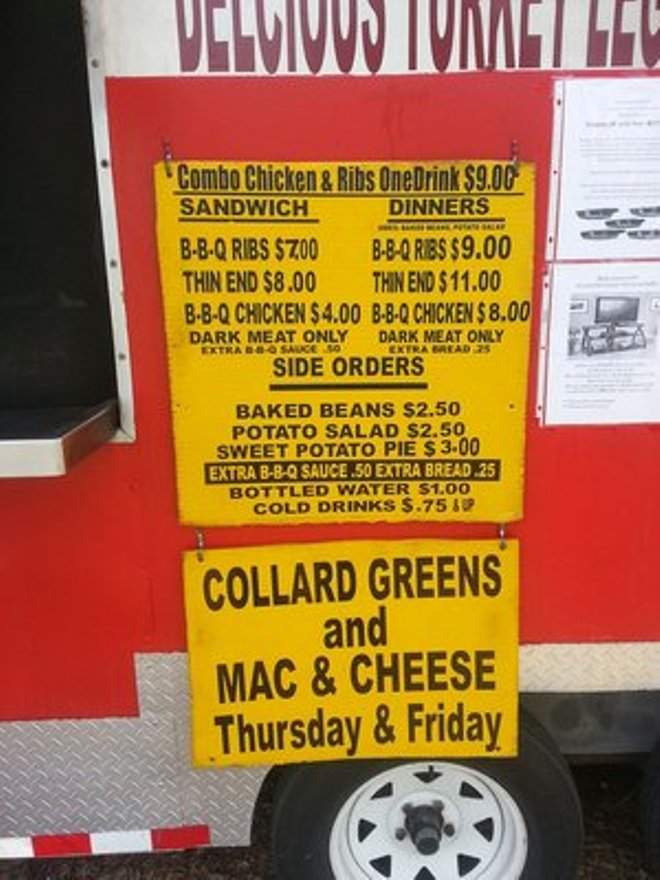 DELCIOUS TURKEY LEG
Combo Chicken & Ribs OneDrink $9.00
SANDWICH DINNERS
B-B-Q RIBS $7.00 B-B-Q RIBS $9.00
THIN END $8.00 THIN END $11.00
B-B-Q CHICKEN $4.00 B-B-Q CHICKEN $8.00
DARK MEAT ONLY DARK MEAT ONLY
EXTRA B-B-Q SAUCE .50 EXTRA BREAD .25
SIDE ORDERS
BAKED BEANS $2.50
POTATO SALAD $2.50
SWEET POTATO PIE $3.00
EXTRA B-B-Q SAUCE .50 EXTRA BREAD .25
BOTTLED WATER $1.00
COLD DRINKS $.75 & UP
COLLARD GREENS
and
MAC & CHEESE
Thursday & Friday